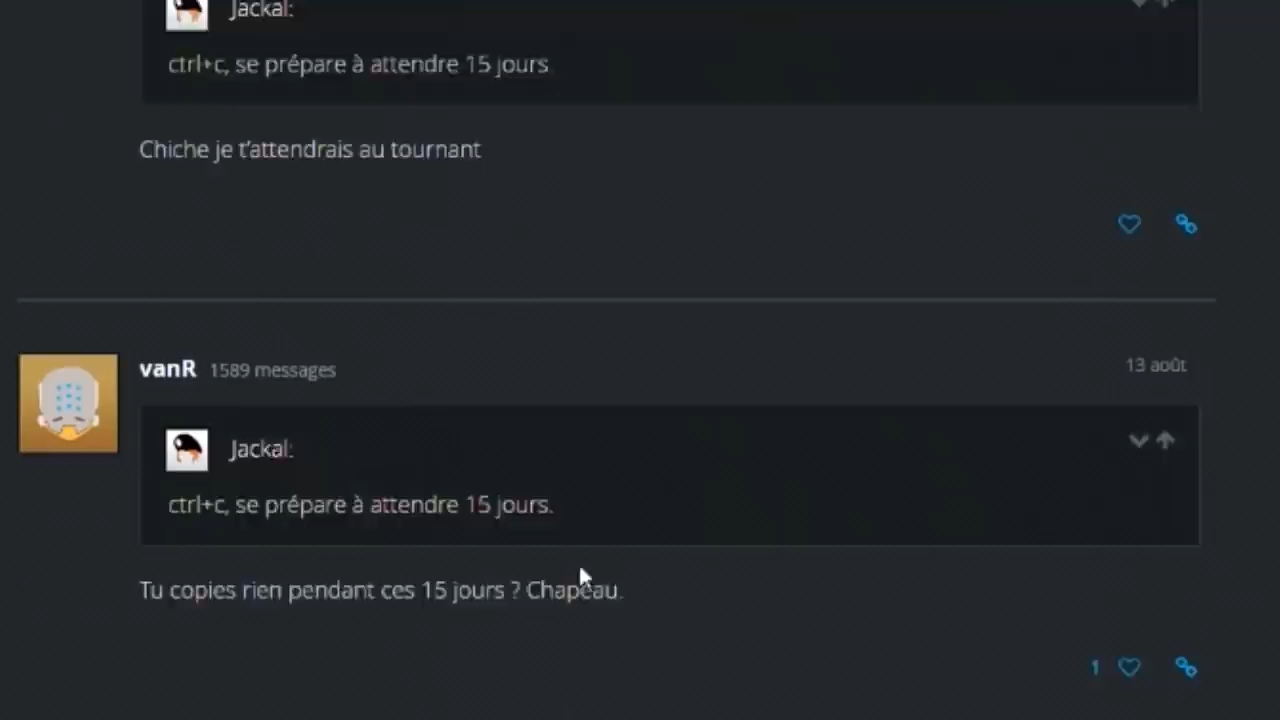 Jackal:
ctrl+c, se prépare à attendre 15 jours.
Chiche je t'attendrais au tournant
vanR 1589 messages 13 août
Jackal:
ctrl+c, se prépare à attendre 15 jours.
Tu copies rien pendant ces 15 jours ? Chapeau.
1